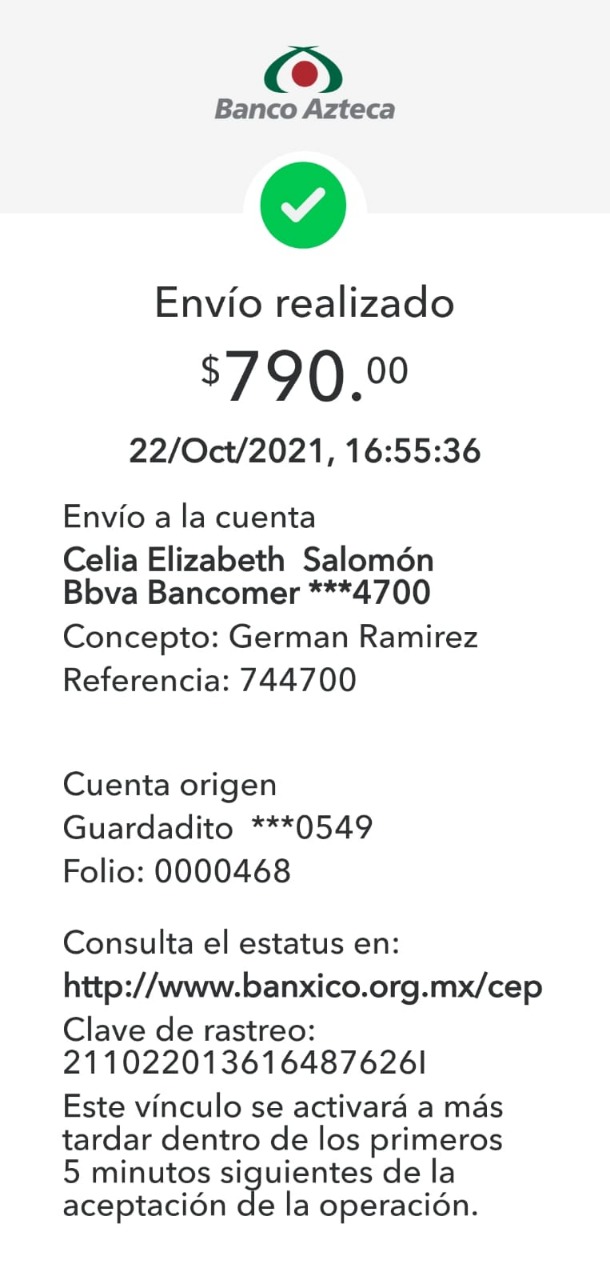 Banco Azteca
Envío realizado
$790.00
22/Oct/2021, 16:55:36
Envío a la cuenta
Celia Elizabeth Salomón
Bbva Bancomer ***4700
Concepto: German Ramirez
Referencia: 744700
Cuenta origen
Guardadito ***0549
Folio: 0000468
Consulta el estatus en:
http://www.banxico.org.mx/cep
Clave de rastreo:
211022013616487626I
Este vínculo se activará a más
tardar dentro de los primeros
5 minutos siguientes de la
aceptación de la operación.